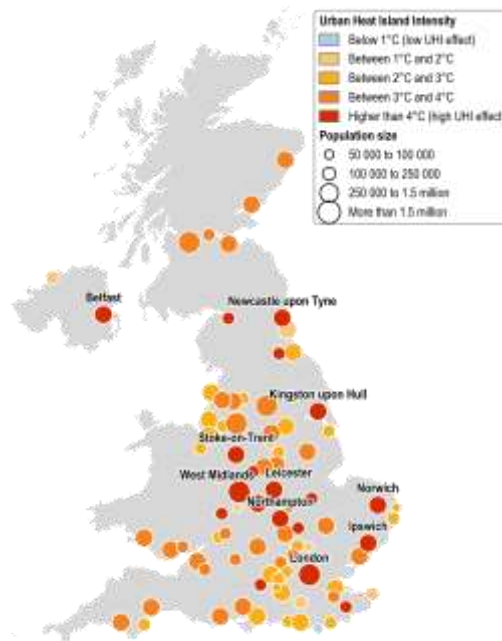 Urban Heat Island Intensity
Below 1°C (low UHI effect)
Between 1°C and 2°C
Between 2°C and 3°C
Between 3°C and 4°C
Higher than 4°C (high UHI effect
Population size
50 000 to 100 000
100 000 to 250 000
250 000 to 1.5 million
More than 1.5 million
Belfast
Newcastle upon Tyne
Kingston upon Hull
Stoke-on-Trent
West Midlands
Leicester
Northampton
Norwich
Ipswich
London